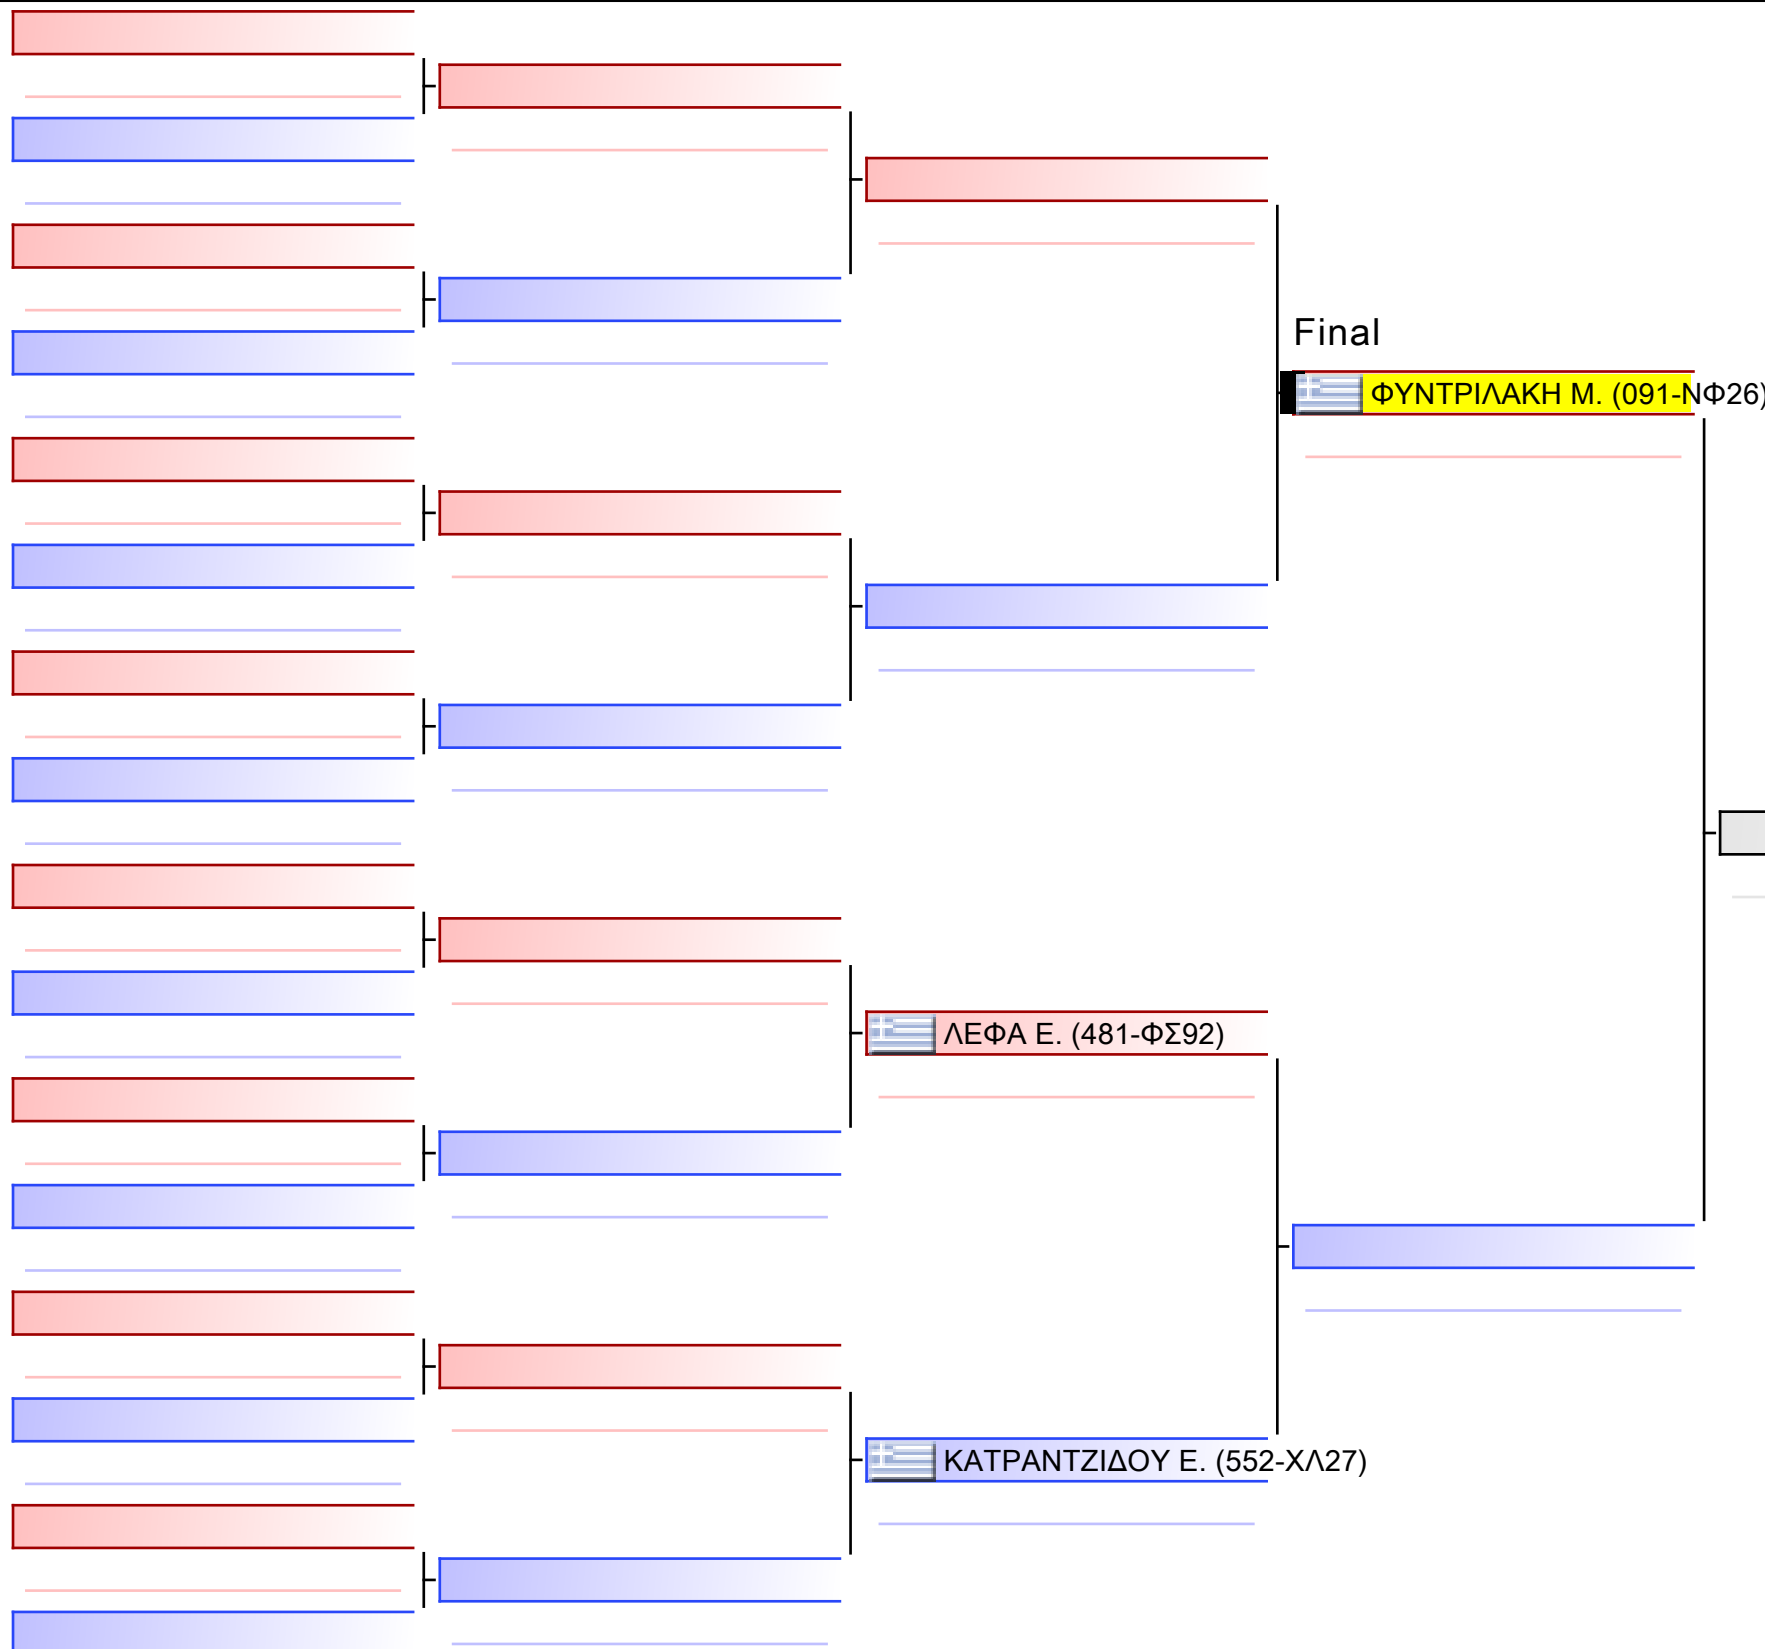 Final
ΦΥΝΤΡΙΛΑΚΗ Μ. (091-ΝΦ26)
ΛΕΦΑ Ε. (481-ΦΣ92)
ΚΑΤΡΑΝΤΖΙΔΟΥ Ε. (552-ΧΛ27)